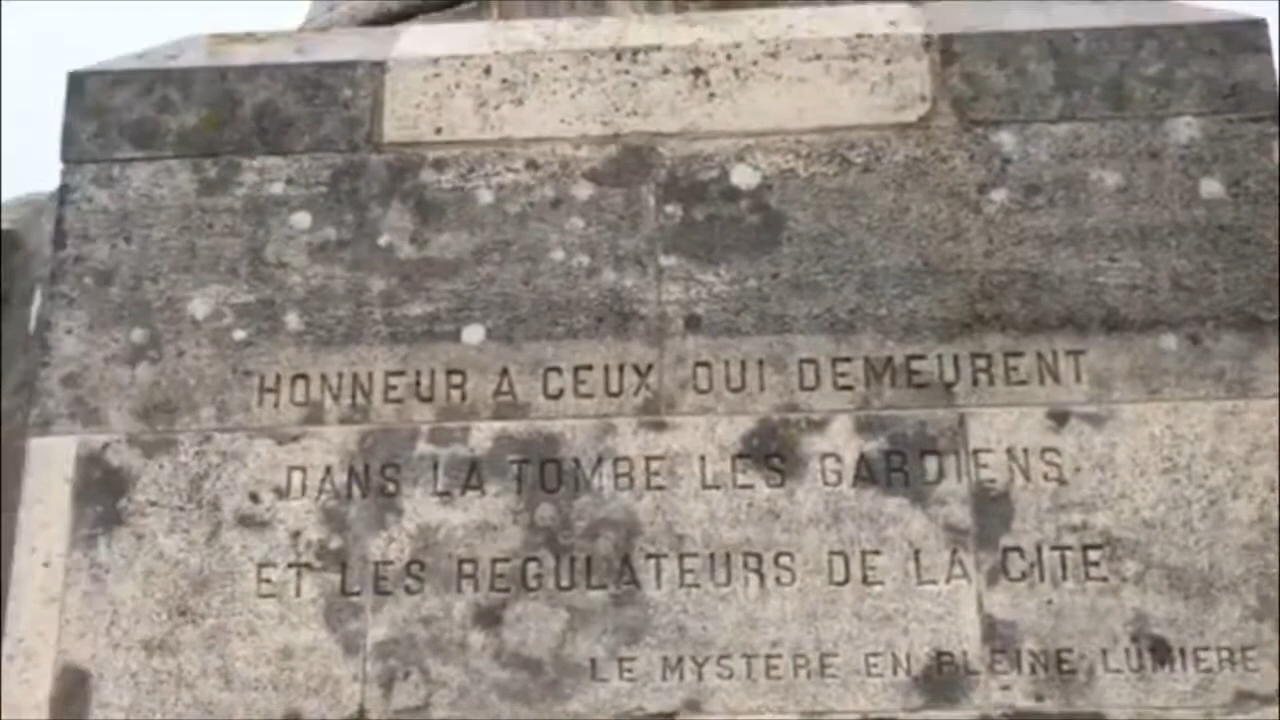 HONNEUR A CEUX QUI DEMEURENT
DANS LA TOMBE LES GARDIENS
ET LES REGULATEURS DE LA CITE
LE MYSTERE EN PLEINE LUMIERE